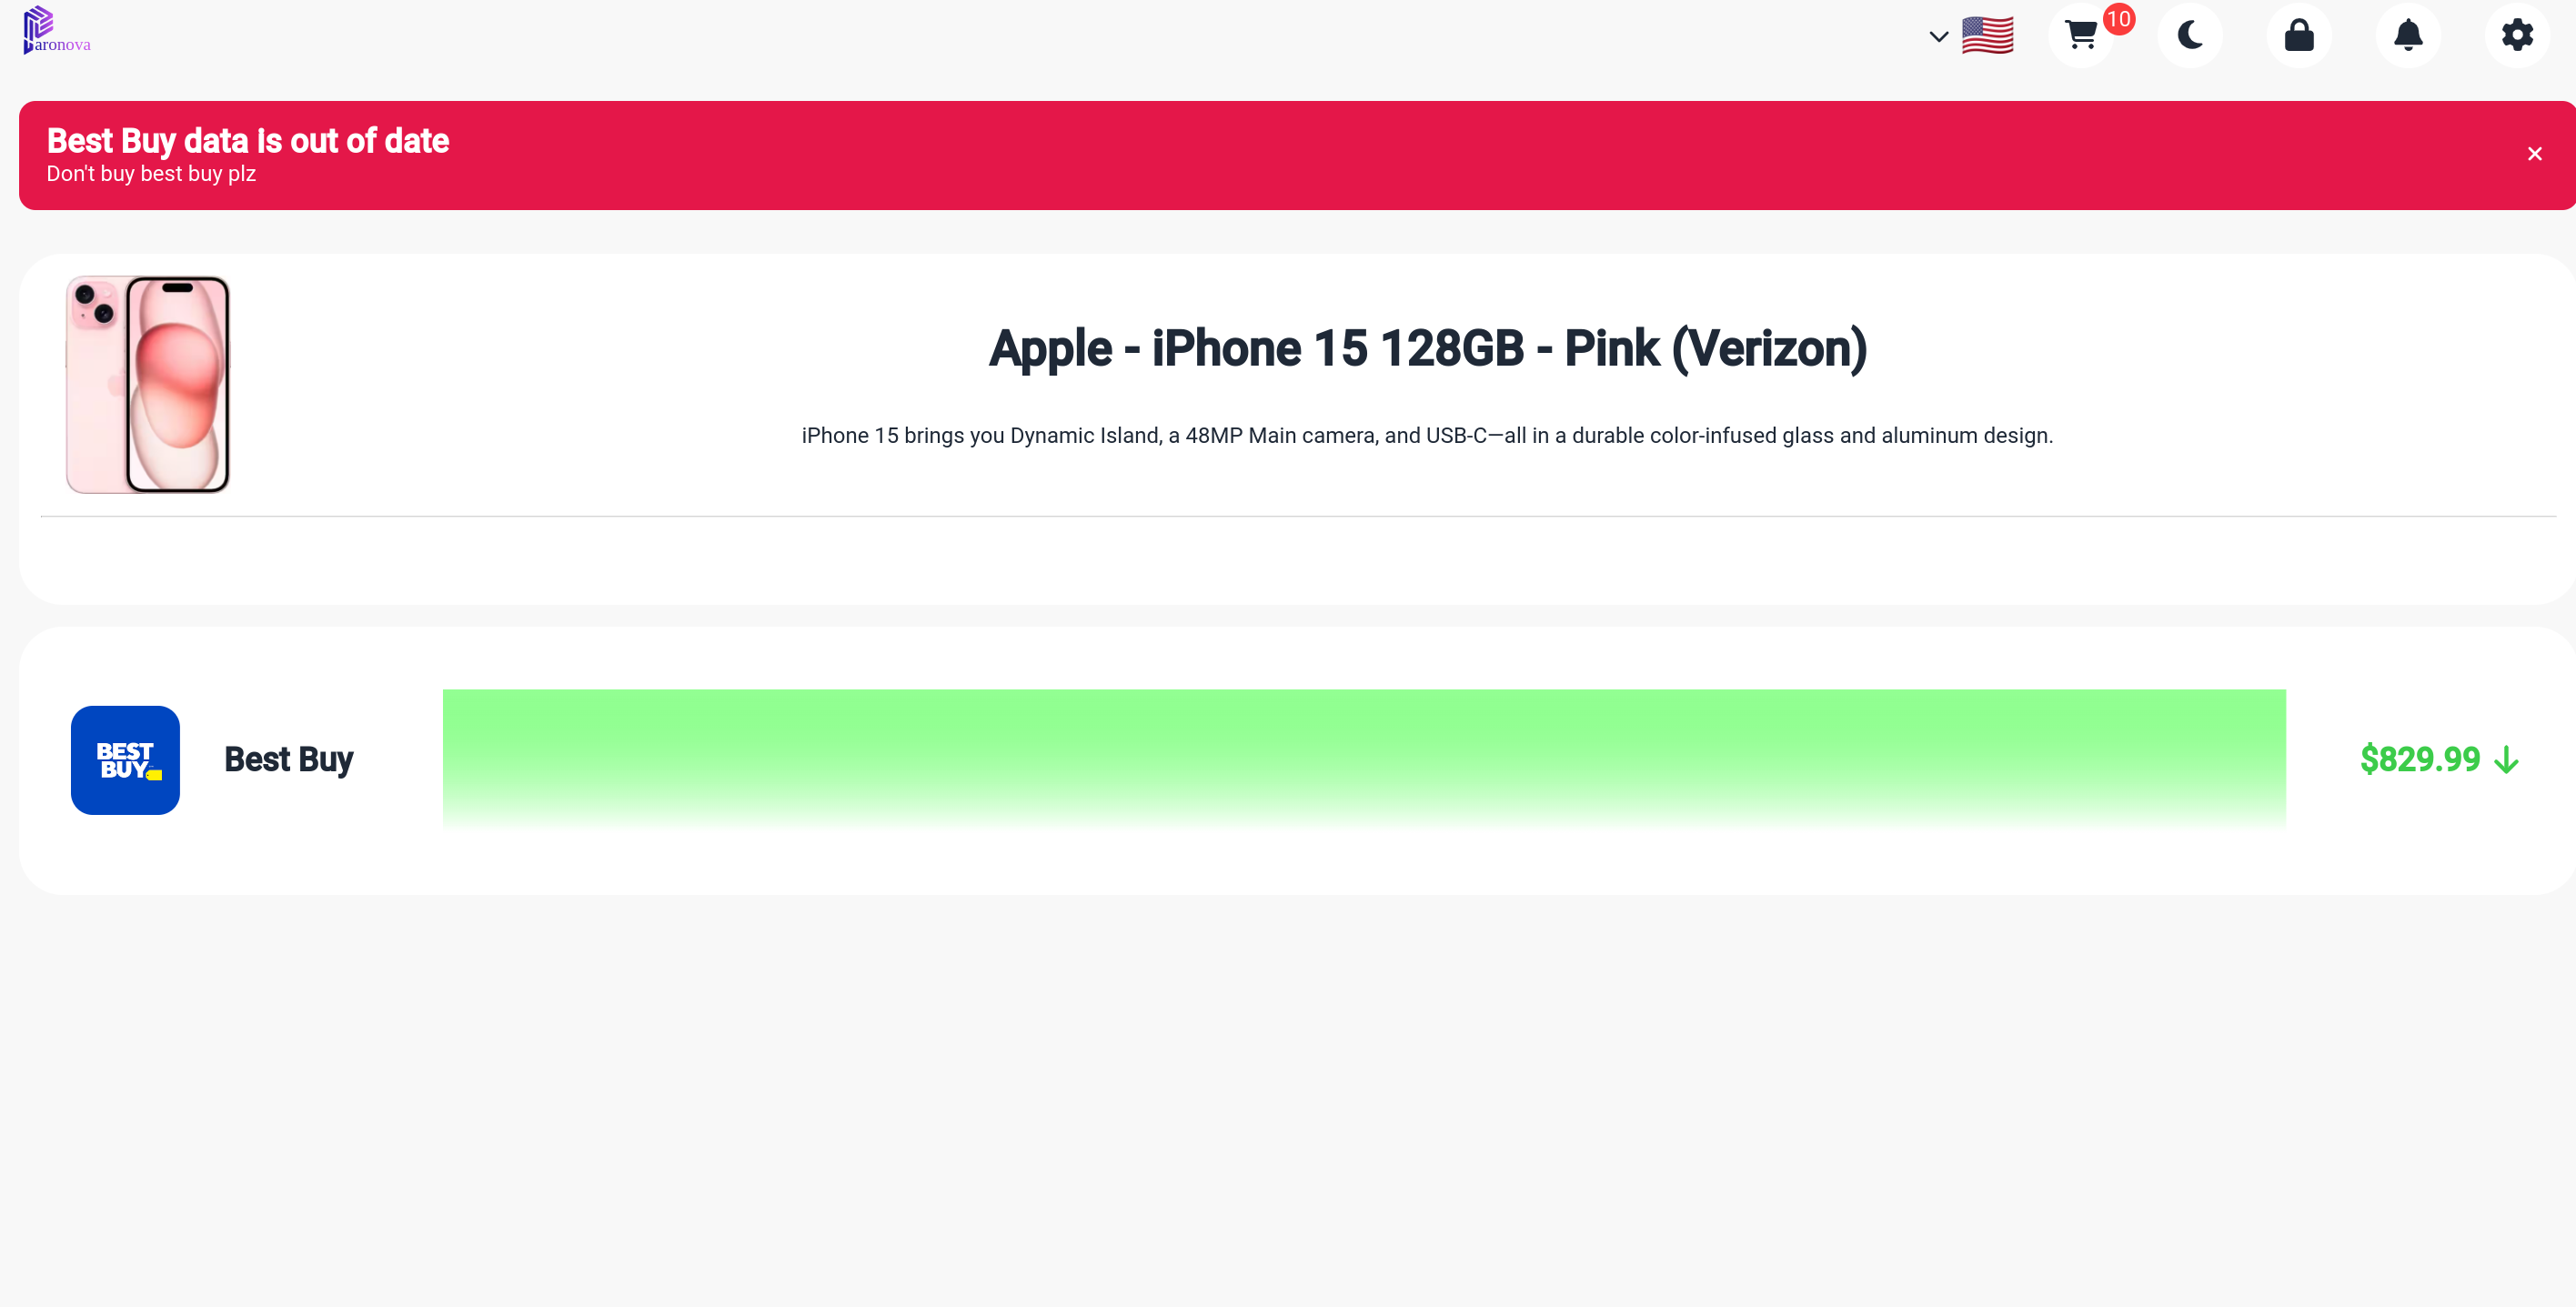 aronova
10
Best Buy data is out of date
Don't buy best buy plz
Apple - iPhone 15 128GB - Pink (Verizon)
iPhone 15 brings you Dynamic Island, a 48MP Main camera, and USB-C—all in a durable color-infused glass and aluminum design.
BEST
BUY
Best Buy
$829.99